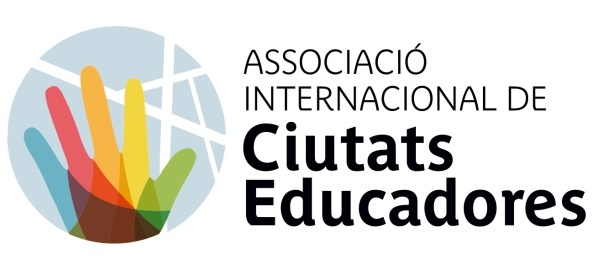 ASSOCIACIÓ
INTERNACIONAL DE
Ciutats
Educadores